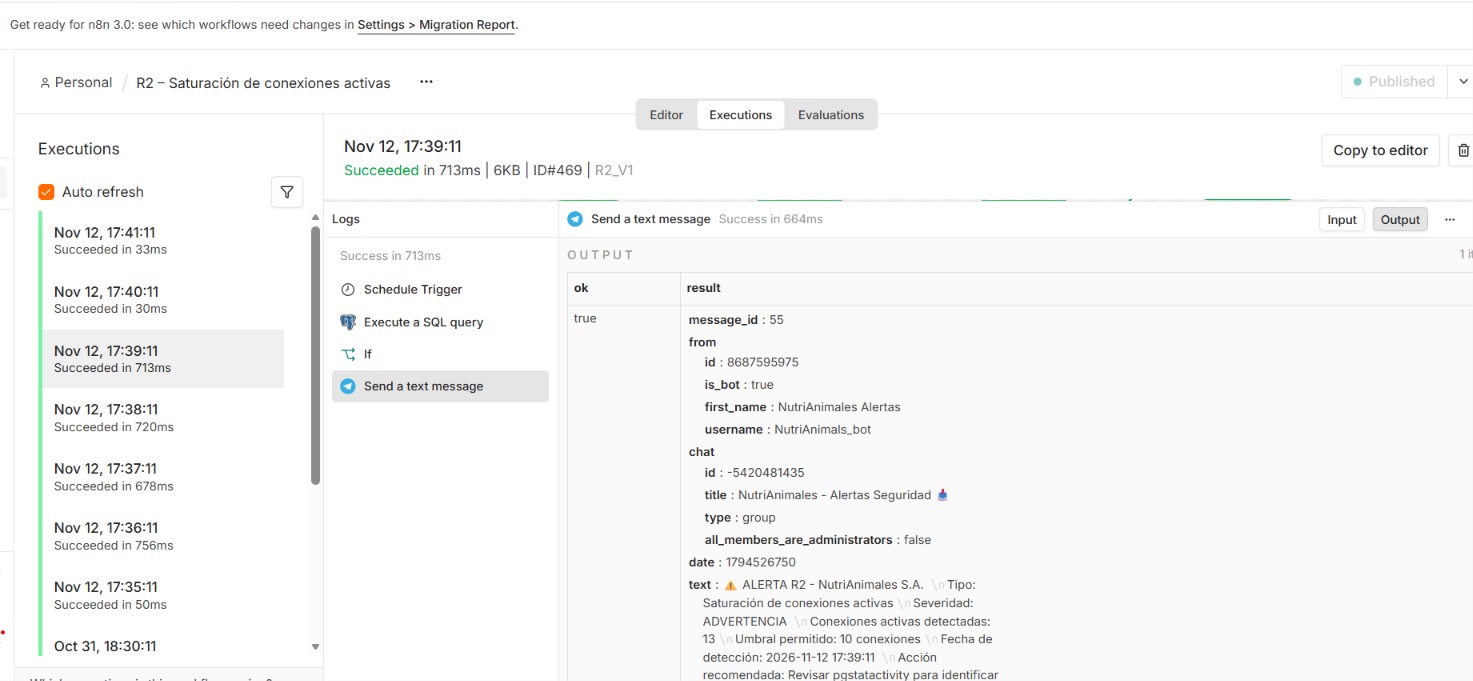 Get ready for n8n 3.0: see which workflows need changes in Settings > Migration Report.
Personal / R2 – Saturación de conexiones activas ...
Published
Editor Executions Evaluations
Executions
Auto refresh
Nov 12, 17:41:11
Succeeded in 33ms
Nov 12, 17:40:11
Succeeded in 30ms
Nov 12, 17:39:11
Succeeded in 713ms
Nov 12, 17:38:11
Succeeded in 720ms
Nov 12, 17:37:11
Succeeded in 678ms
Nov 12, 17:36:11
Succeeded in 756ms
Nov 12, 17:35:11
Succeeded in 50ms
Oct 31, 18:30:11
Nov 12, 17:39:11
Succeeded in 713ms | 6KB | ID#469 | R2_V1
Copy to editor
Logs
Success in 713ms
Schedule Trigger
Execute a SQL query
If
Send a text message
Send a text message Success in 664ms
Input Output ...
OUTPUT
ok result
true
message_id : 55
from
id : 8687595975
is_bot : true
first_name : NutriAnimales Alertas
username : NutriAnimals_bot
chat
id : -5420481435
title : NutriAnimales - Alertas Seguridad 📩
type : group
all_members_are_administrators : false
date : 1794526750
text : ⚠️ ALERTA R2 - NutriAnimales S.A. \n Tipo:
Saturación de conexiones activas \n Severidad:
ADVERTENCIA \n Conexiones activas detectadas:
13 \n Umbral permitido: 10 conexiones \n Fecha de
detección: 2026-11-12 17:39:11 \n Acción
recomendada: Revisar pgstatactivity para identificar